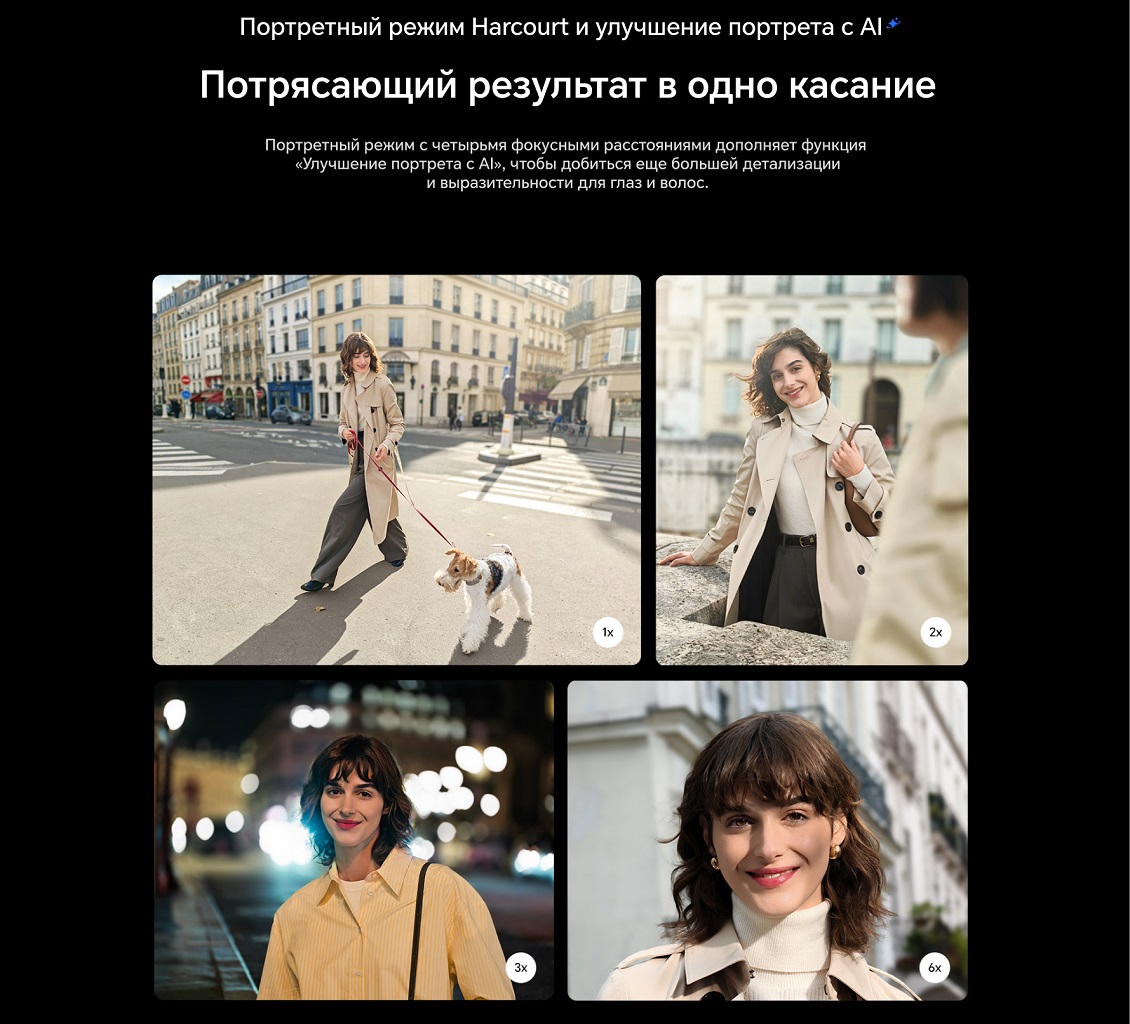 Портретный режим Harcourt и улучшение портрета с AI
Потрясающий результат в одно касание
Портретный режим с четырьмя фокусными расстояниями дополняет функция
«Улучшение портрета с AI», чтобы добиться еще большей детализации
и выразительности для глаз и волос.
1x
2x
3x
6x